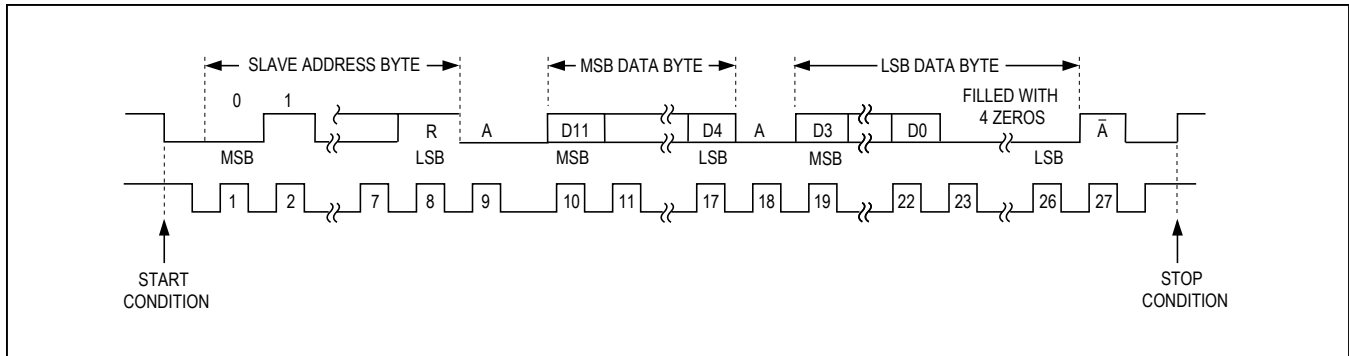 SLAVE ADDRESS BYTE MSB DATA BYTE LSB DATA BYTE
0 1 FILLED WITH
4 ZEROS
R A D11 D4 A D3 D0 Ā
MSB LSB MSB LSB MSB LSB
1 2 7 8 9 10 11 17 18 19 22 23 26 27
START
CONDITION
STOP
CONDITION